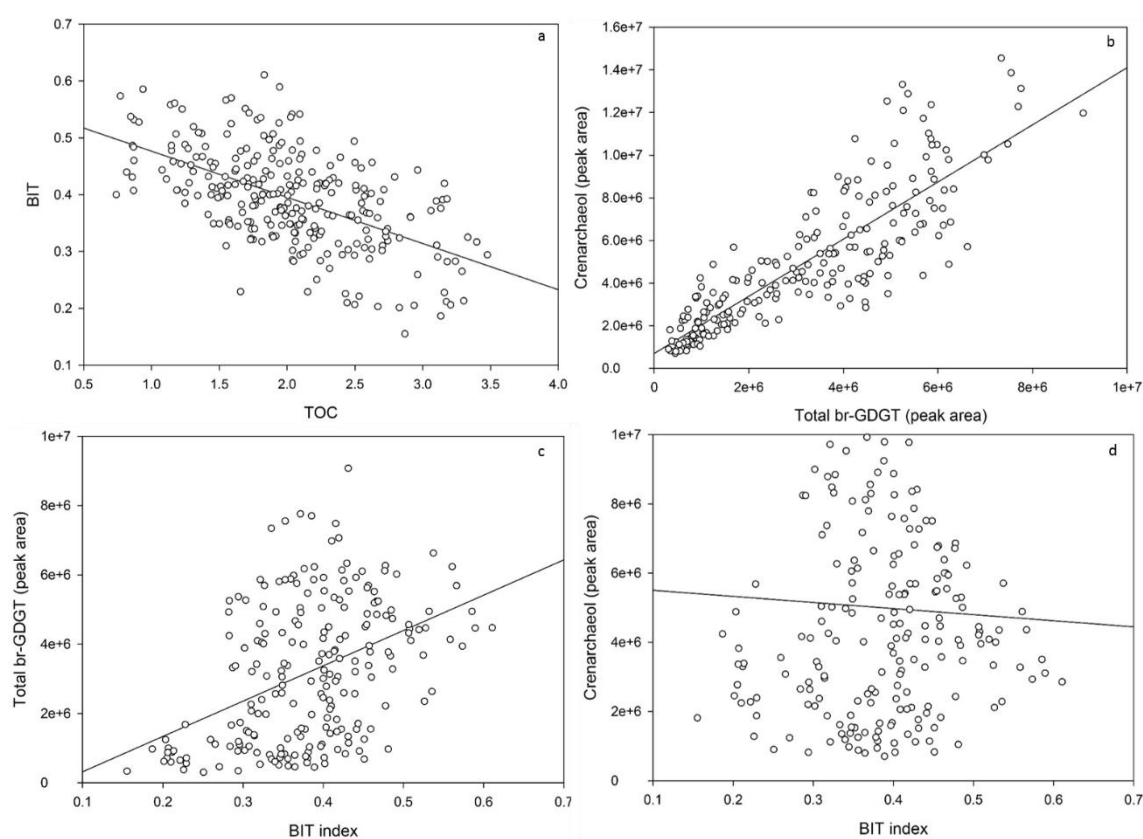 a
BIT
0.7
0.6
0.5
0.4
0.3
0.2
0.1
0.5 1.0 1.5 2.0 2.5 3.0 3.5 4.0
TOC
b
Crenarchaeol (peak area)
1.6e+7
1.4e+7
1.2e+7
1.0e+7
8.0e+6
6.0e+6
4.0e+6
2.0e+6
0.0
0 2e+6 4e+6 6e+6 8e+6 1e+7
Total br-GDGT (peak area)
c
Total br-GDGT (peak area)
1e+7
8e+6
6e+6
4e+6
2e+6
0
0.1 0.2 0.3 0.4 0.5 0.6 0.7
BIT index
d
Crenarchaeol (peak area)
1e+7
8e+6
6e+6
4e+6
2e+6
0
0.1 0.2 0.3 0.4 0.5 0.6 0.7
BIT index